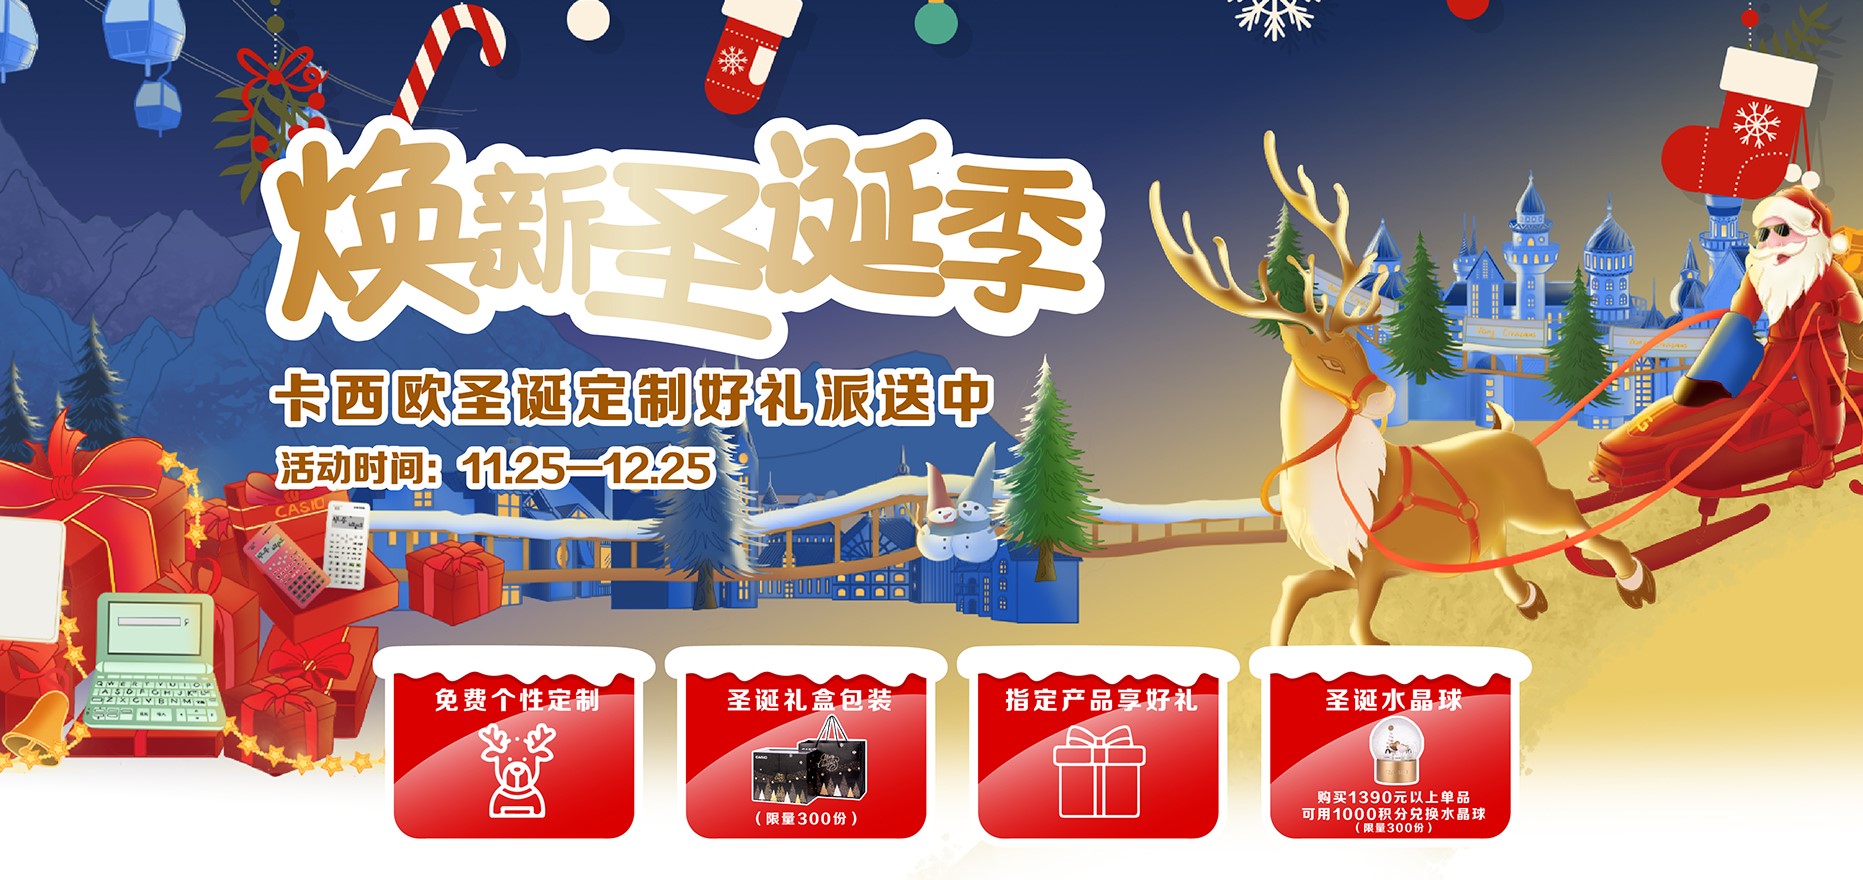 焕新圣诞季
卡西欧圣诞定制好礼派送中
活动时间：11.25—12.25
CASIO
免费个性定制
圣诞礼盒包装
（限量300份）
指定产品享好礼
圣诞水晶球
购买1390元以上单品
可用1000积分兑换水晶球
（限量300份）